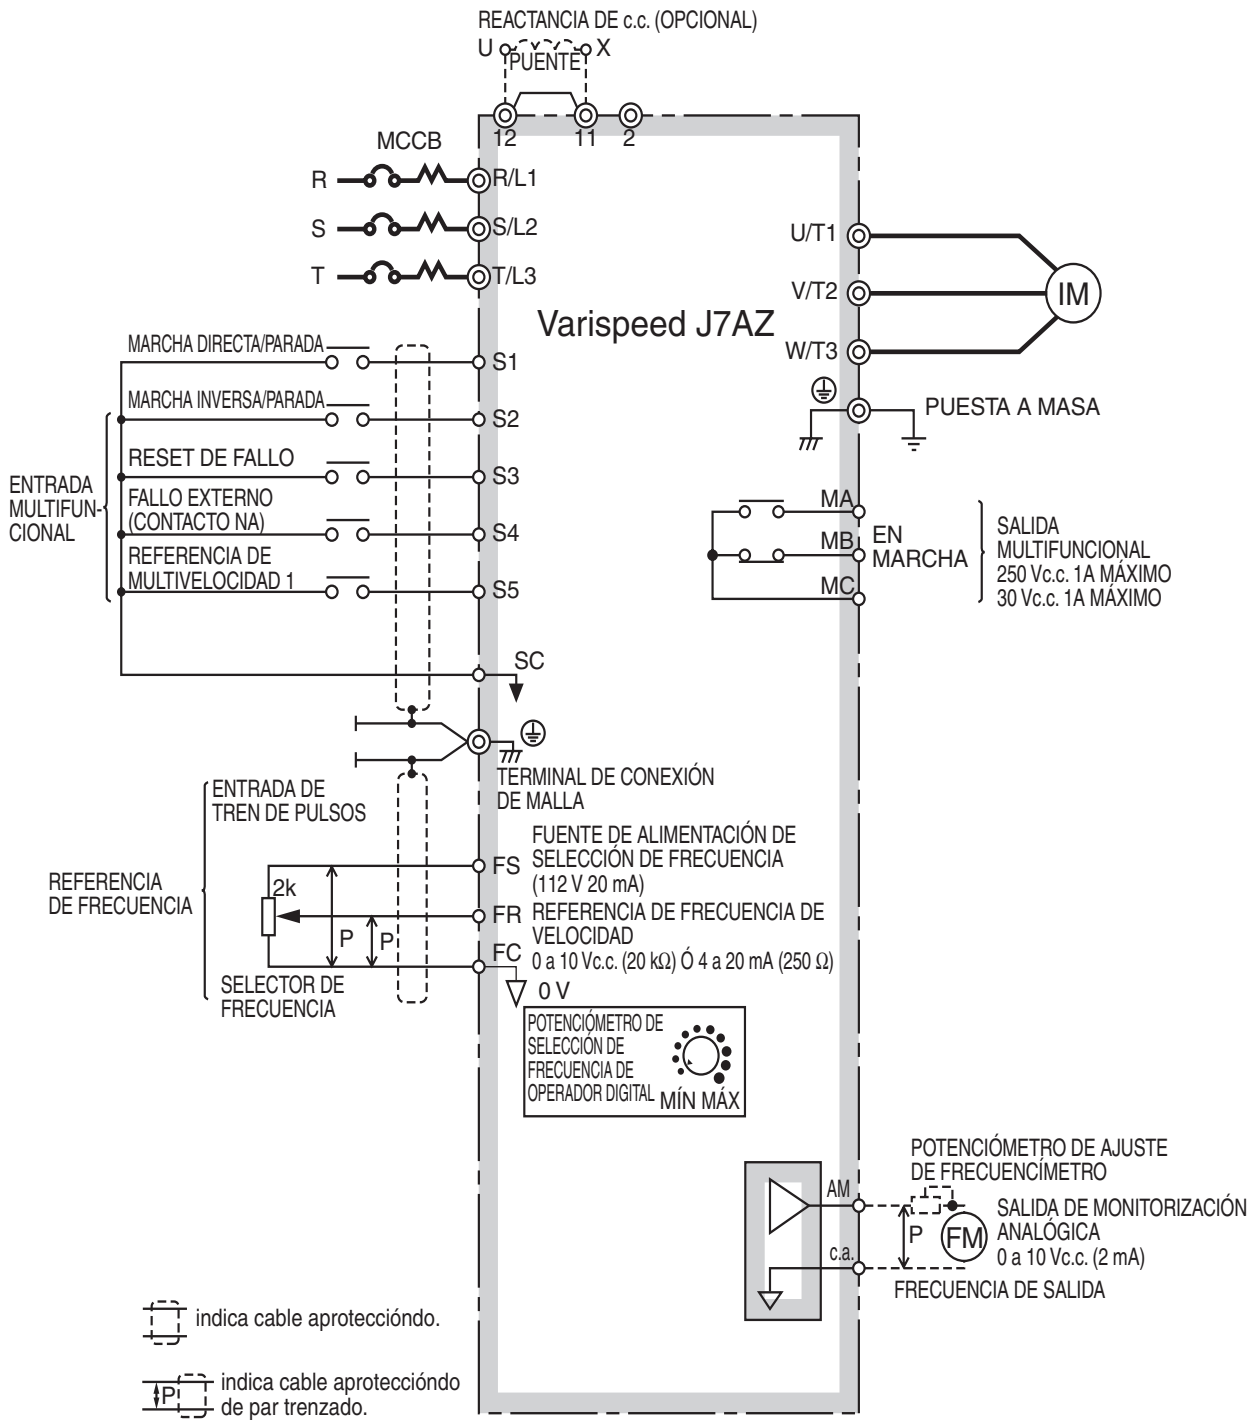 REACTANCIA DE c.c. (OPCIONAL)
U X
PUENTE
12 11 2
MCCB
R R/L1
S S/L2
T T/L3
U/T1
V/T2
W/T3
IM
Varispeed J7AZ
PUESTA A MASA
MARCHA DIRECTA/PARADA S1
MARCHA INVERSA/PARADA S2
RESET DE FALLO S3
FALLO EXTERNO
(CONTACTO NA) S4
REFERENCIA DE
MULTIVELOCIDAD 1 S5
ENTRADA
MULTIFUN-
CIONAL
SC
MA
MB
MC
EN
MARCHA
SALIDA
MULTIFUNCIONAL
250 Vc.c. 1A MÁXIMO
30 Vc.c. 1A MÁXIMO
TERMINAL DE CONEXIÓN
DE MALLA
ENTRADA DE
TREN DE PULSOS
REFERENCIA
DE FRECUENCIA
2k
P P
SELECTOR DE
FRECUENCIA
FS
FUENTE DE ALIMENTACIÓN DE
SELECCIÓN DE FRECUENCIA
(112 V 20 mA)
FR
REFERENCIA DE FRECUENCIA DE
VELOCIDAD
FC
0 a 10 Vc.c. (20 kΩ) Ó 4 a 20 mA (250 Ω)
0 V
POTENCIÓMETRO DE
SELECCIÓN DE
FRECUENCIA DE
OPERADOR DIGITAL
MÍN MÁX
AM
c.a.
POTENCIÓMETRO DE AJUSTE
DE FRECUENCÍMETRO
P
FM
SALIDA DE MONITORIZACIÓN
ANALÓGICA
0 a 10 Vc.c. (2 mA)
FRECUENCIA DE SALIDA
indica cable aproteccióndo.
P
indica cable aproteccióndo
de par trenzado.